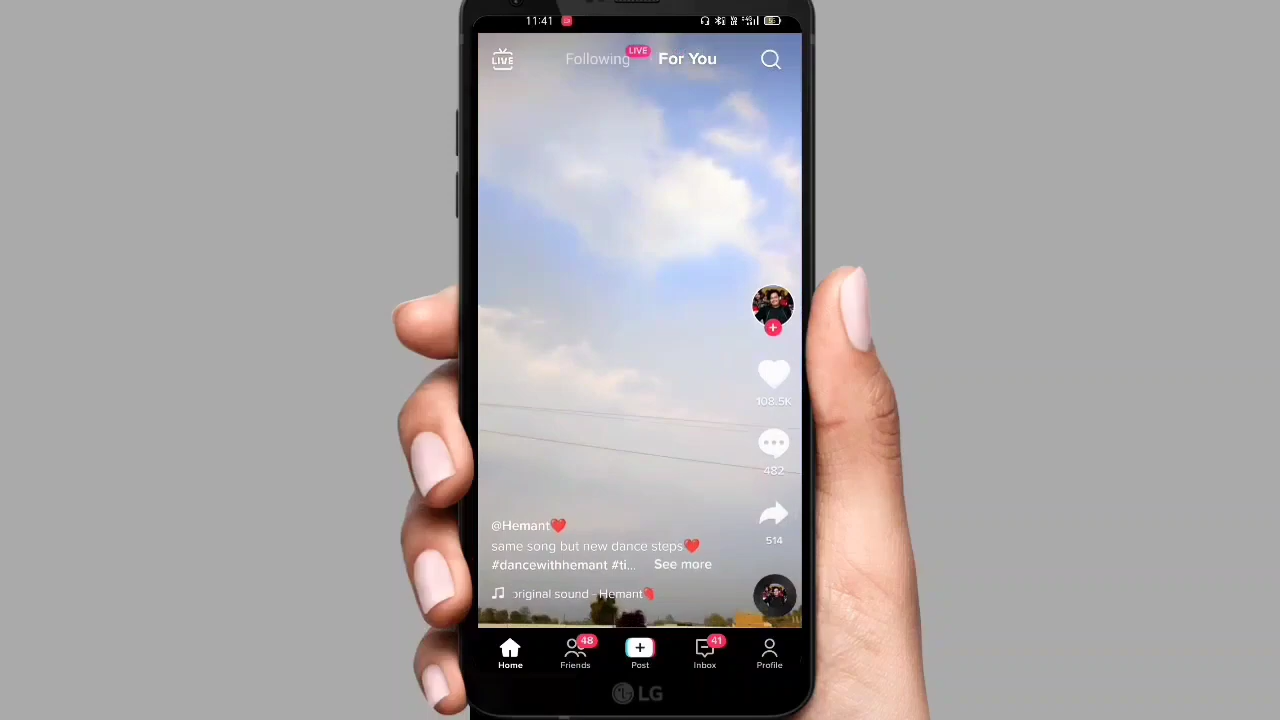 11:41
LIVE
Following
LIVE
For You
108.5K
482
514
@Hemant❤️
same song but new dance steps❤️
#dancewithhemant #ti... See more
original sound - Hemant
48
41
Home
Friends
Post
Inbox
Profile
LG